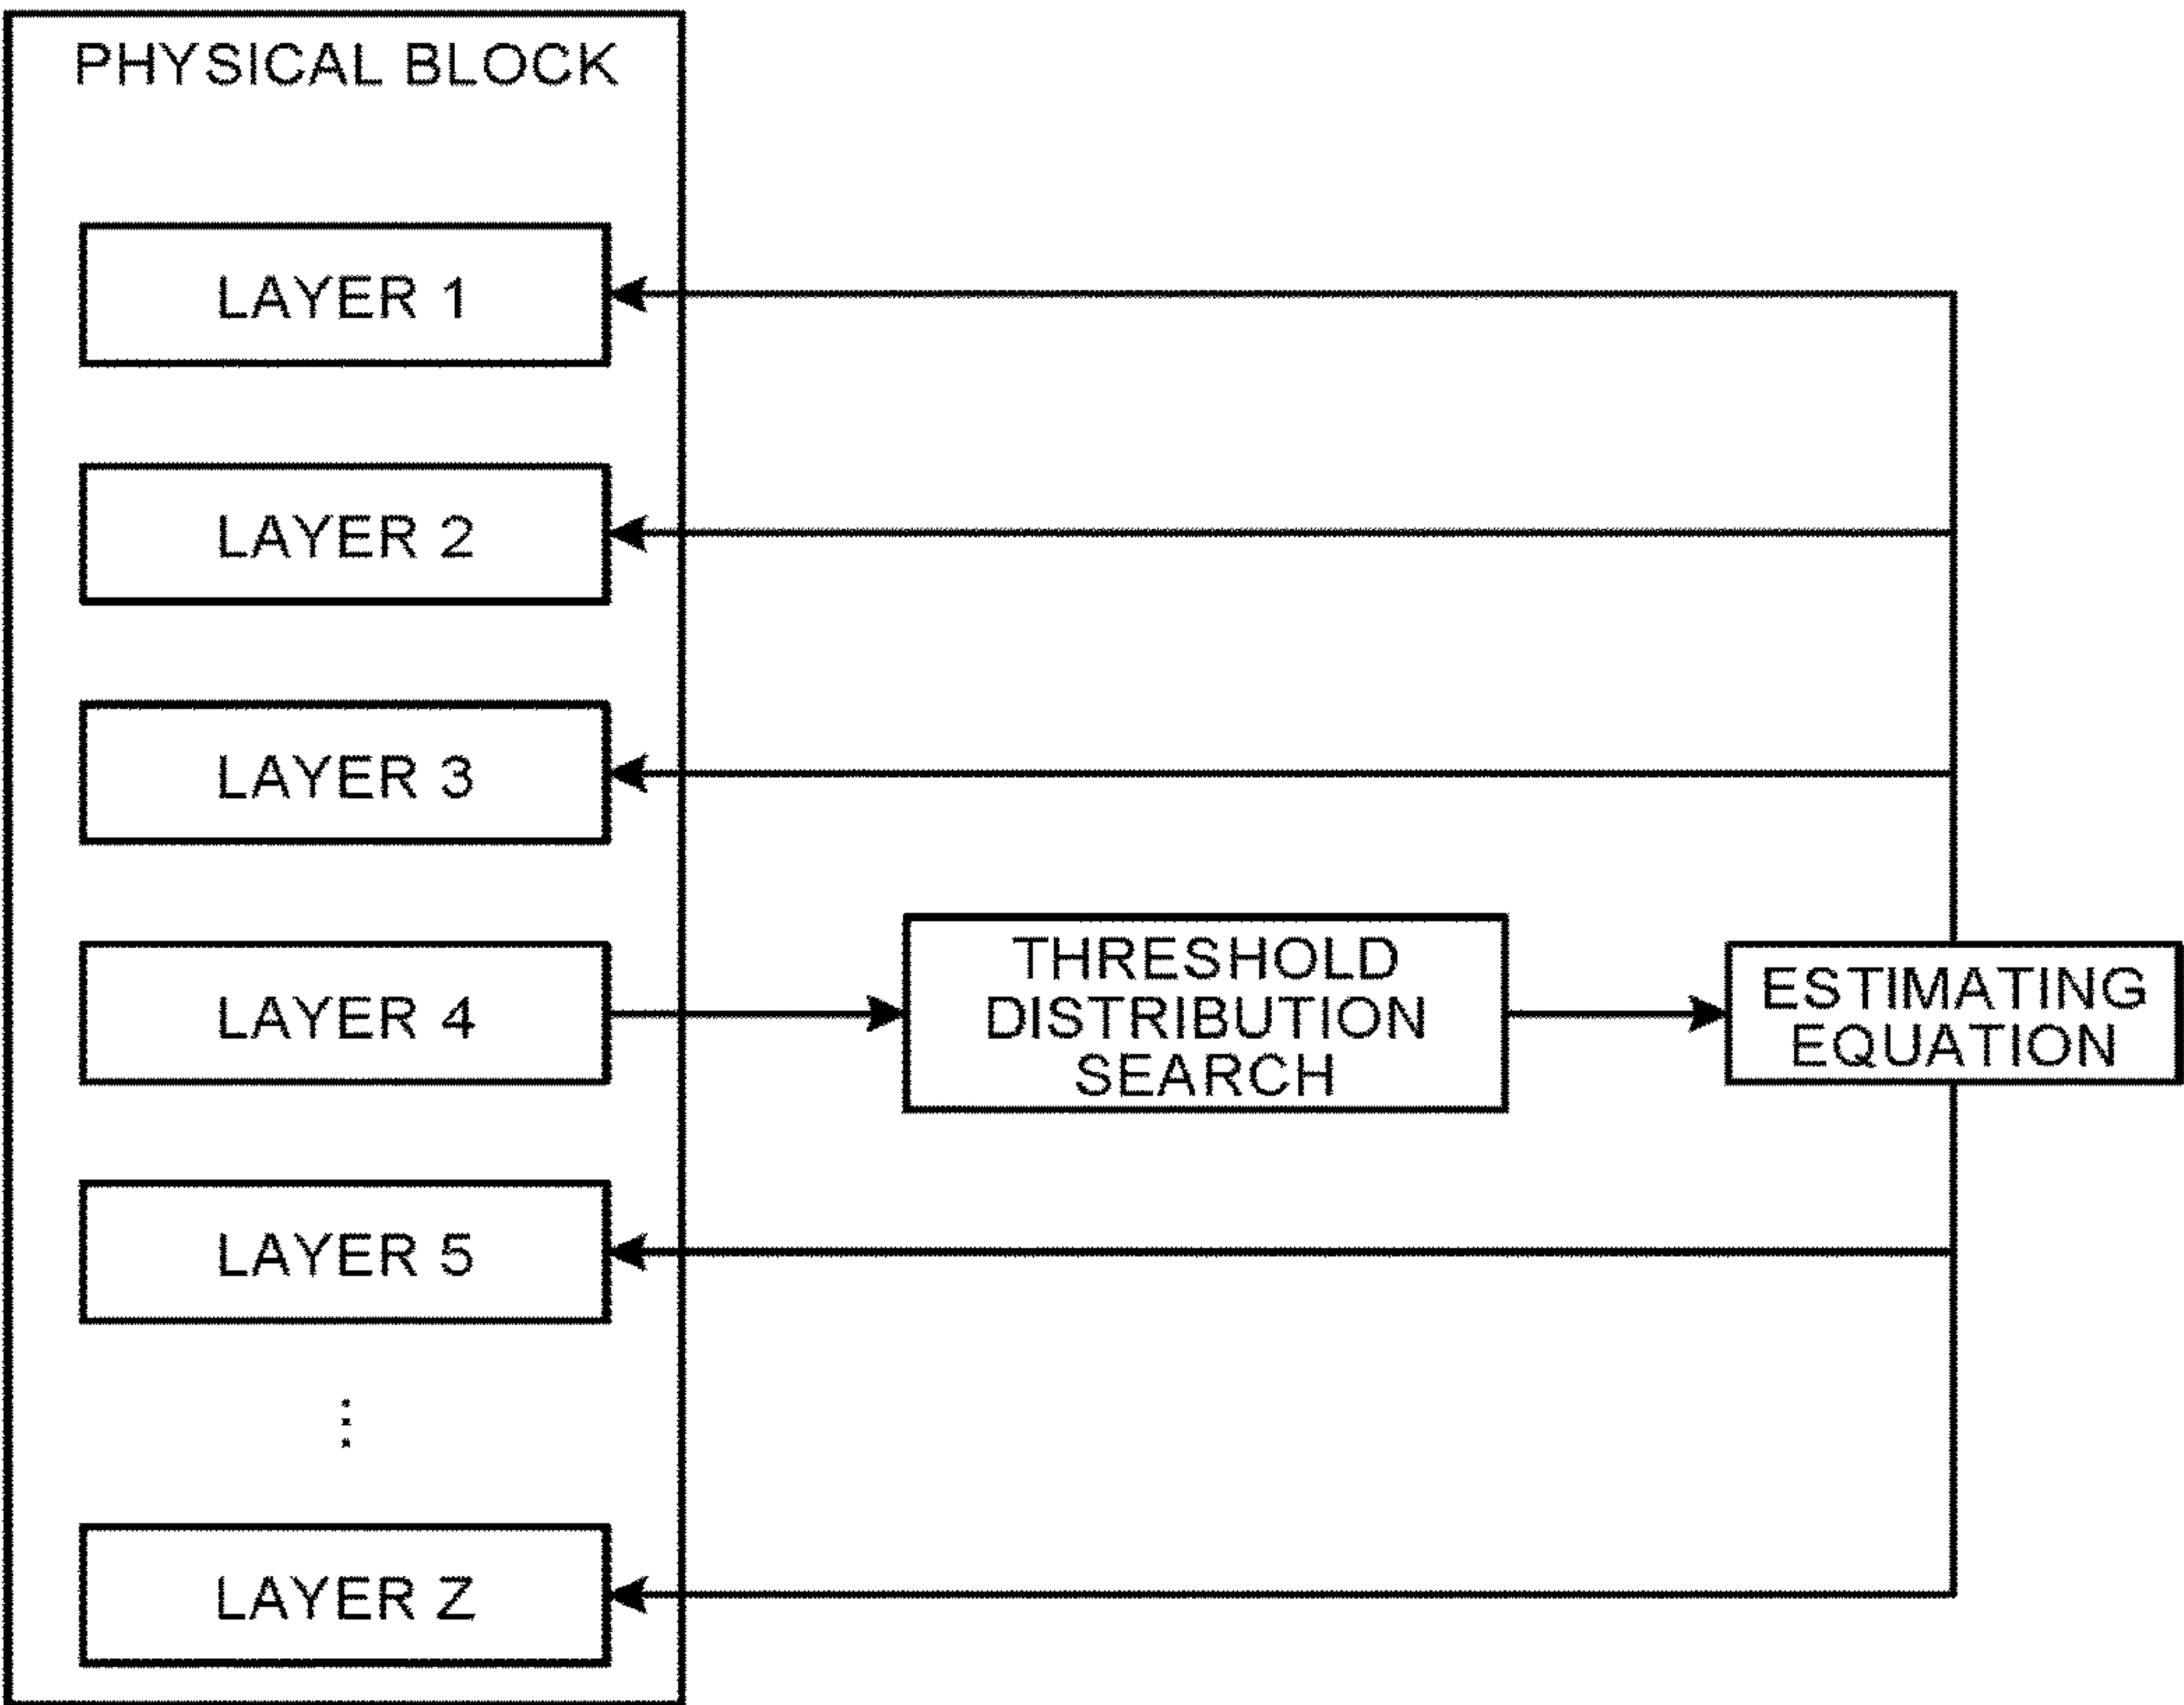 PHYSICAL BLOCK
LAYER 1
LAYER 2
LAYER 3
LAYER 4
THRESHOLD
DISTRIBUTION
SEARCH
ESTIMATING
EQUATION
LAYER 5
⋮
LAYER Z